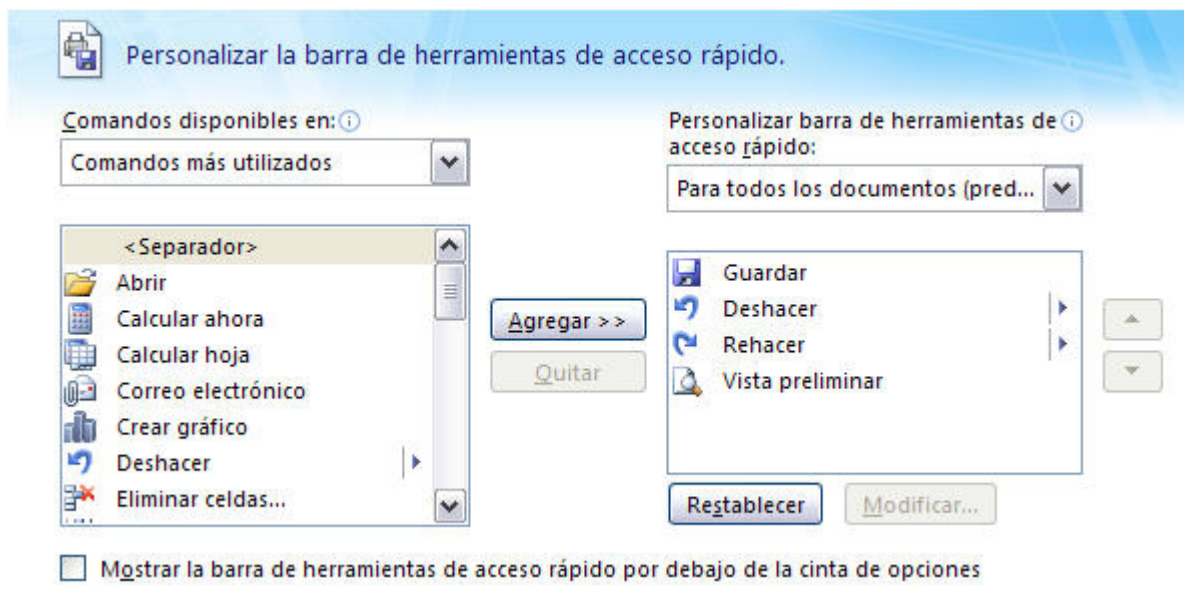 Personalizar la barra de herramientas de acceso rápido.
Comandos disponibles en:
Comandos más utilizados
<Separador>
Abrir
Calcular ahora
Calcular hoja
Correo electrónico
Crear gráfico
Deshacer
Eliminar celdas...
Agregar >>
Quitar
Personalizar barra de herramientas de
acceso rápido:
Para todos los documentos (pred...
Guardar
Deshacer
Rehacer
Vista preliminar
Restablecer
Modificar...
Mostrar la barra de herramientas de acceso rápido por debajo de la cinta de opciones